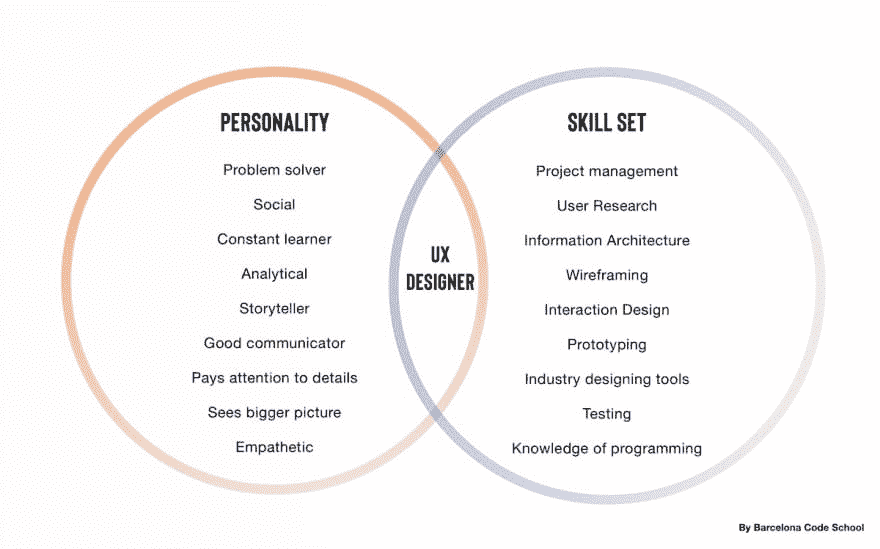 PERSONALITY
Problem solver
Social
Constant learner
Analytical
Storyteller
Good communicator
Pays attention to details
Sees bigger picture
Empathetic
UX
DESIGNER
SKILL SET
Project management
User Research
Information Architecture
Wireframing
Interaction Design
Prototyping
Industry designing tools
Testing
Knowledge of programming
By Barcelona Code School